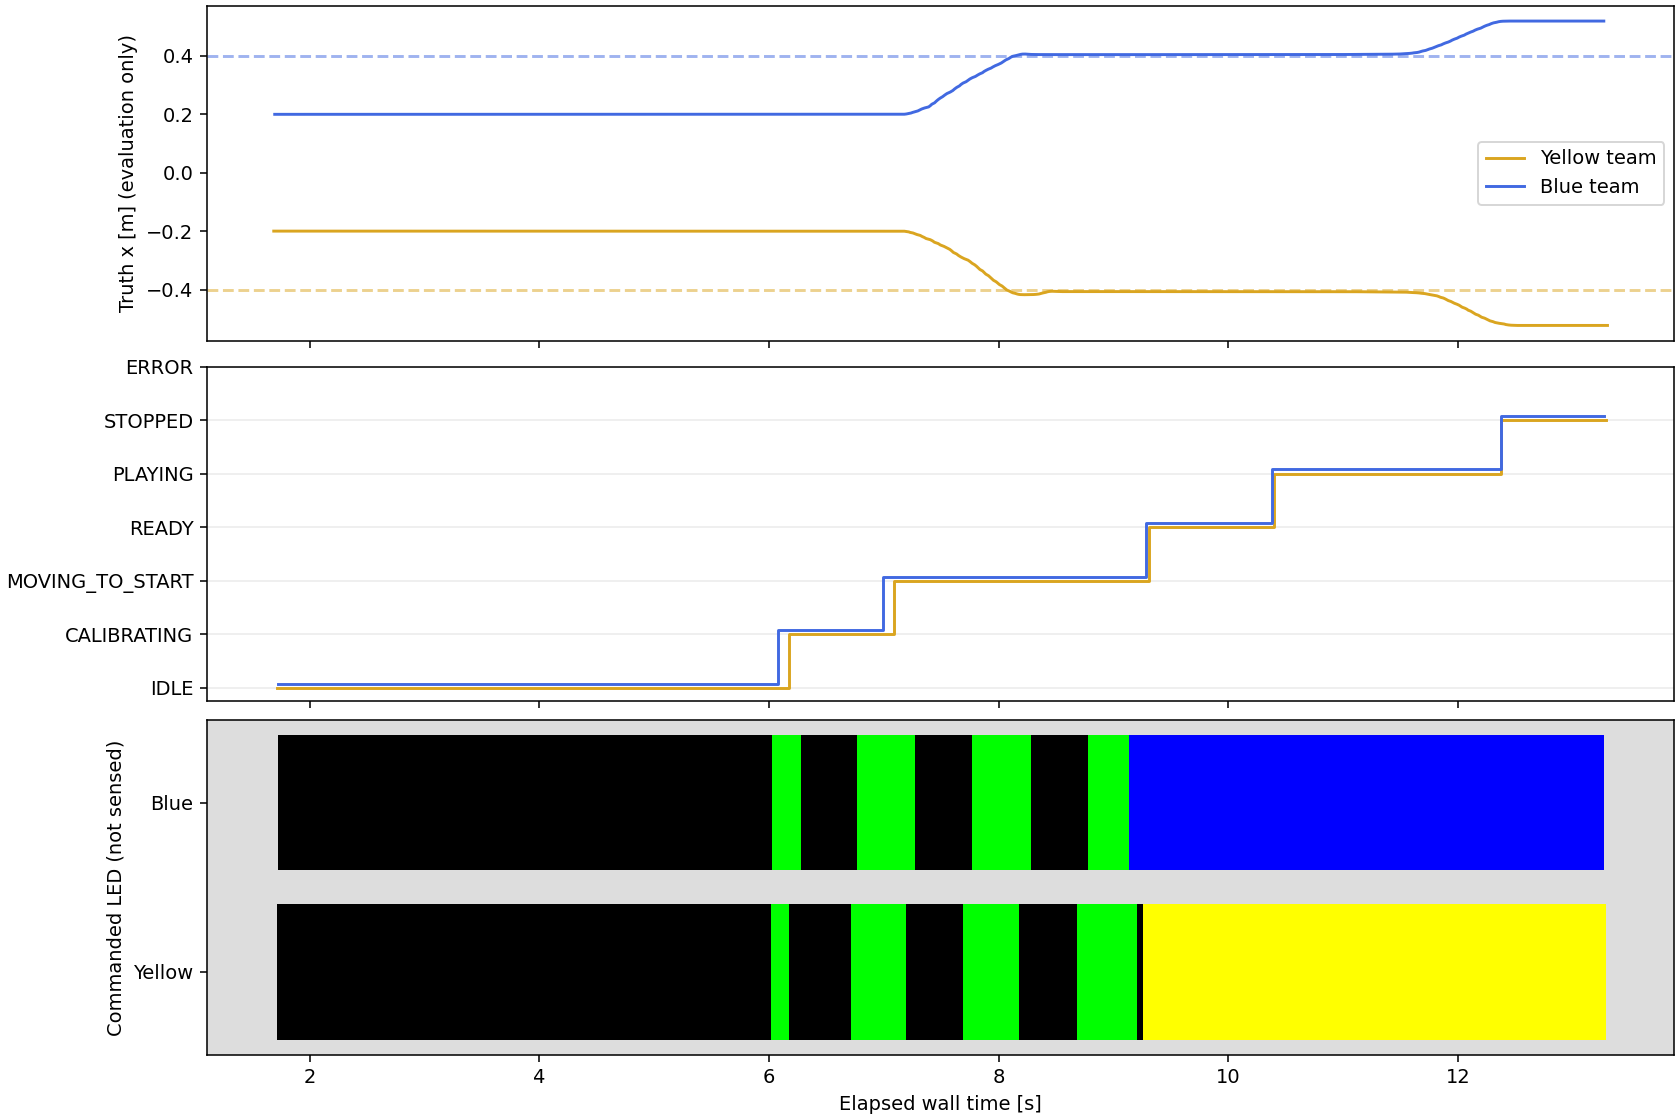 Truth x [m] (evaluation only)
0.4
0.2
0.0
−0.2
−0.4
Yellow team
Blue team
ERROR
STOPPED
PLAYING
READY
MOVING_TO_START
CALIBRATING
IDLE
Commanded LED (not sensed)
Blue
Yellow
2 4 6 8 10 12
Elapsed wall time [s]